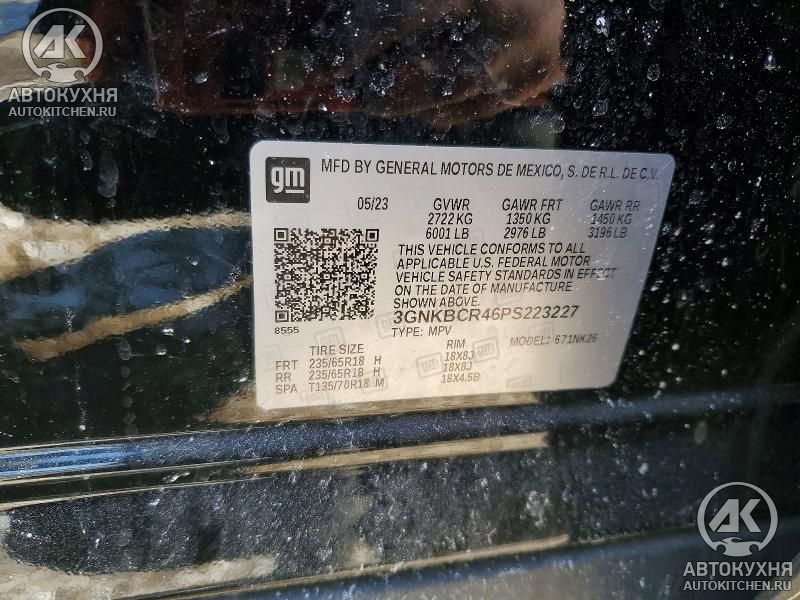 AK
АВТОКУХНЯ
AUTOKITCHEN.RU
gm
MFD BY GENERAL MOTORS DE MEXICO, S. DE R.L. DE C.V.
05/23 GVWR GAWR FRT GAWR RR
2722 KG 1350 KG 1450 KG
6001 LB 2976 LB 3196 LB
THIS VEHICLE CONFORMS TO ALL
APPLICABLE U.S. FEDERAL MOTOR
VEHICLE SAFETY STANDARDS IN EFFECT
ON THE DATE OF MANUFACTURE
SHOWN ABOVE.
8555
3GNKBCR46PS223227
TYPE: MPV MODEL: 671NK26
TIRE SIZE RIM
FRT 235/65R18 H 18X8J
RR 235/65R18 H 18X8J
SPA T135/70R18 M 18X4.5B
AK
АВТОКУХНЯ
AUTOKITCHEN.RU